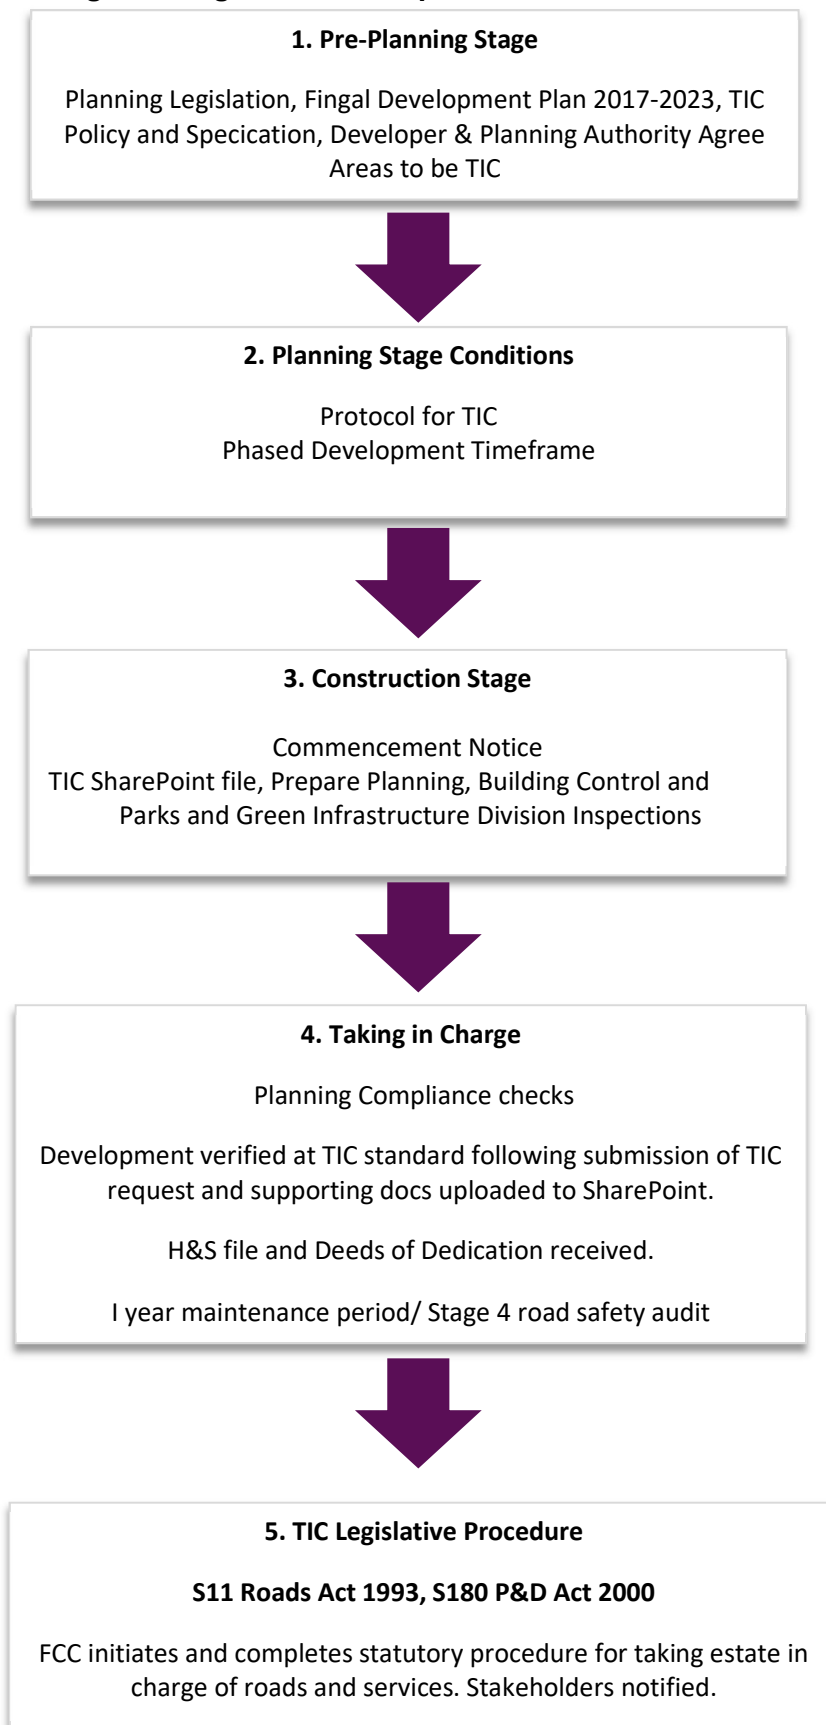 1. Pre-Planning Stage
Planning Legislation, Fingal Development Plan 2017-2023, TIC
Policy and Specication, Developer & Planning Authority Agree
Areas to be TIC
2. Planning Stage Conditions
Protocol for TIC
Phased Development Timeframe
3. Construction Stage
Commencement Notice
TIC SharePoint file, Prepare Planning, Building Control and
Parks and Green Infrastructure Division Inspections
4. Taking in Charge
Planning Compliance checks
Development verified at TIC standard following submission of TIC
request and supporting docs uploaded to SharePoint.
H&S file and Deeds of Dedication received.
I year maintenance period/ Stage 4 road safety audit
5. TIC Legislative Procedure
S11 Roads Act 1993, S180 P&D Act 2000
FCC initiates and completes statutory procedure for taking estate in
charge of roads and services. Stakeholders notified.